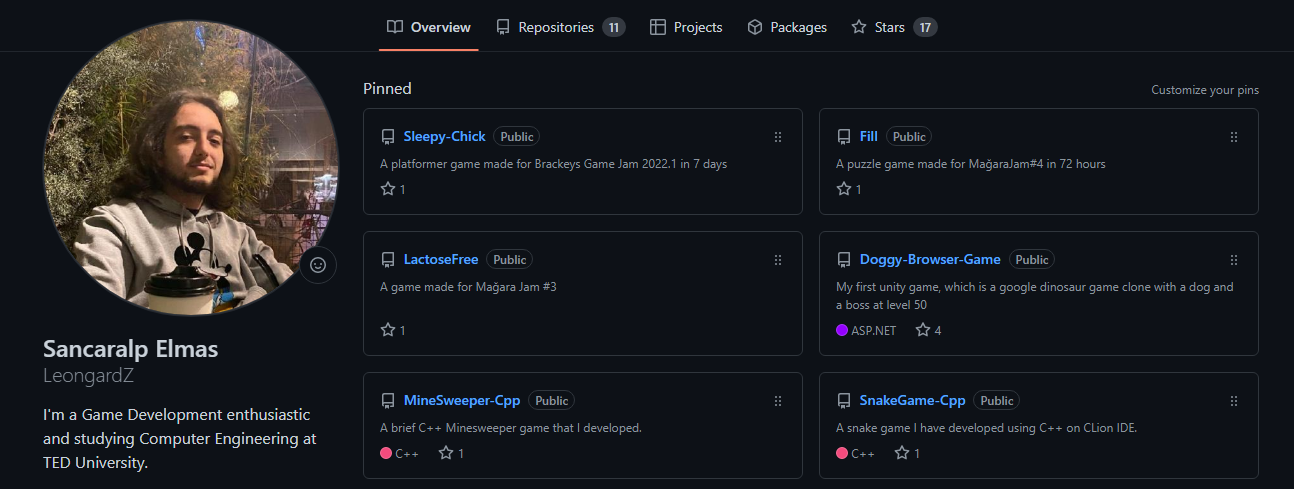 Overview
Repositories 11
Projects
Packages
Stars 17
Pinned
Customize your pins
Sleepy-Chick Public
A platformer game made for Brackeys Game Jam 2022.1 in 7 days
1
Fill Public
A puzzle game made for MağaraJam#4 in 72 hours
1
LactoseFree Public
A game made for Mağara Jam #3
1
Doggy-Browser-Game Public
My first unity game, which is a google dinosaur game clone with a dog and
a boss at level 50
ASP.NET 4
MineSweeper-Cpp Public
A brief C++ Minesweeper game that I developed.
C++ 1
SnakeGame-Cpp Public
A snake game I have developed using C++ on CLion IDE.
C++ 1
Sancaralp Elmas
LeongardZ
I'm a Game Development enthusiastic
and studying Computer Engineering at
TED University.